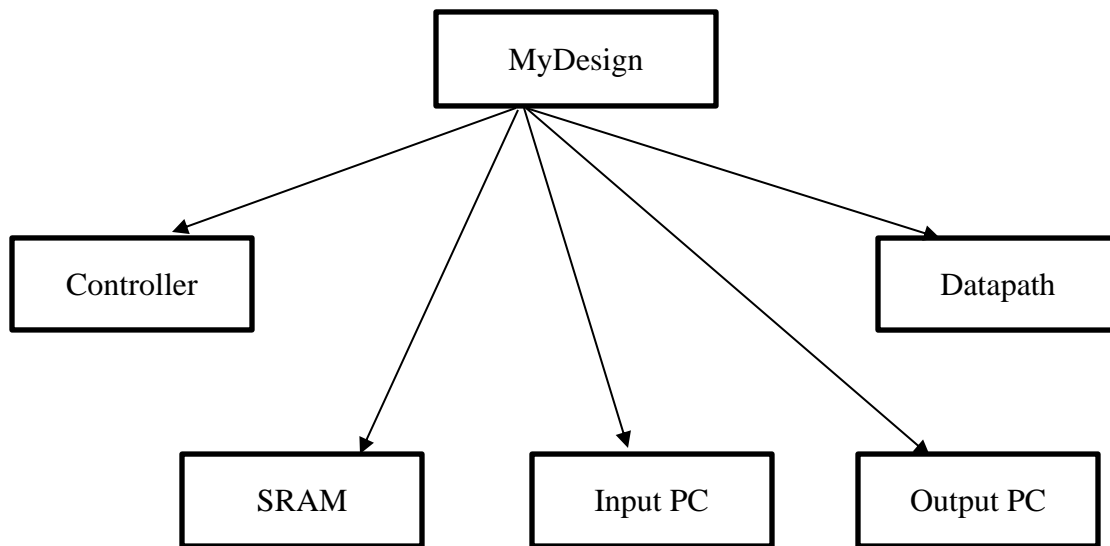 MyDesign
Controller
Datapath
SRAM
Input PC
Output PC